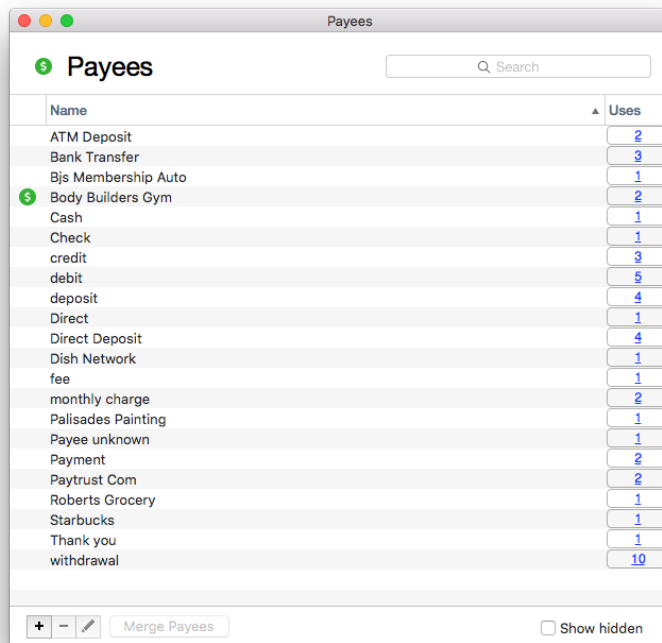 Payees
$ Payees
Search
Name ▲ Uses
ATM Deposit 2
Bank Transfer 3
Bjs Membership Auto 1
$ Body Builders Gym 2
Cash 1
Check 1
credit 3
debit 5
deposit 4
Direct 1
Direct Deposit 4
Dish Network 1
fee 1
monthly charge 2
Palisades Painting 1
Payee unknown 1
Payment 2
Paytrust Com 2
Roberts Grocery 1
Starbucks 1
Thank you 1
withdrawal 10
+ − Merge Payees Show hidden